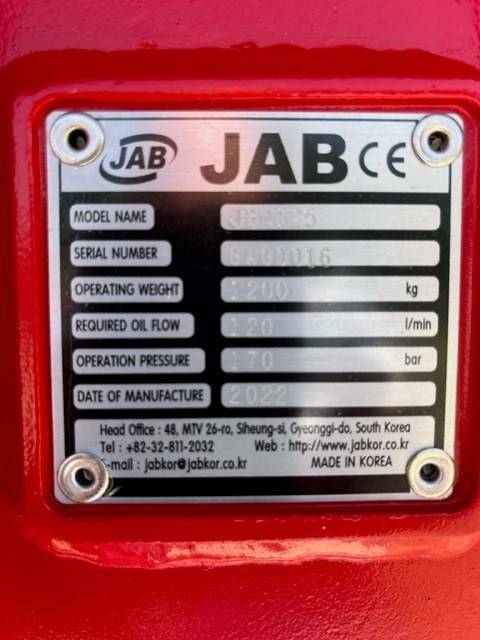 JAB JAB CE
MODEL NAME
SERIAL NUMBER
OPERATING WEIGHT 1200 kg
REQUIRED OIL FLOW 120 l/min
OPERATION PRESSURE 170 bar
DATE OF MANUFACTURE 2022
Head Office : 48, MTV 26-ro, Siheung-si, Gyeonggi-do, South Korea
Tel : +82-32-811-2032 Web : http://www.jabkor.co.kr
E-mail : jabkor@jabkor.co.kr MADE IN KOREA